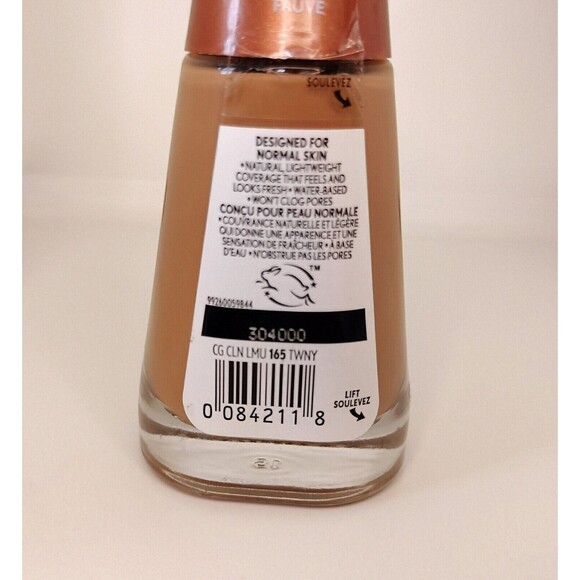 FAUVE
SOULEVEZ
DESIGNED FOR
NORMAL SKIN
• NATURAL, LIGHTWEIGHT
COVERAGE THAT FEELS AND
LOOKS FRESH • WATER-BASED
• WON'T CLOG PORES
CONÇU POUR PEAU NORMALE
• COUVRANCE NATURELLE ET LÉGÈRE
QUI DONNE UNE APPARENCE ET UNE
SENSATION DE FRAÎCHEUR • À BASE
D'EAU • N'OBSTRUE PAS LES PORES
TM
99260059844
304000
CG CLN LMU 165 TWNY
0 084211 8
LIFT
SOULEVEZ